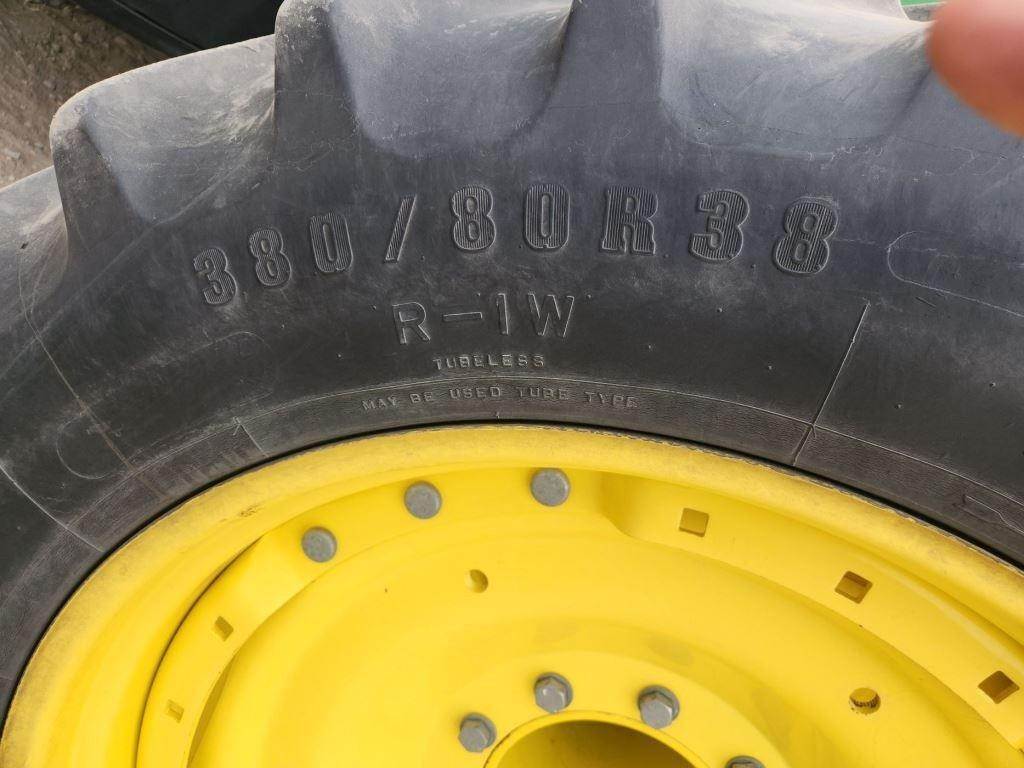 380/80R38
R-1W
TUBELESS
MAY BE USED TUBE TYPE